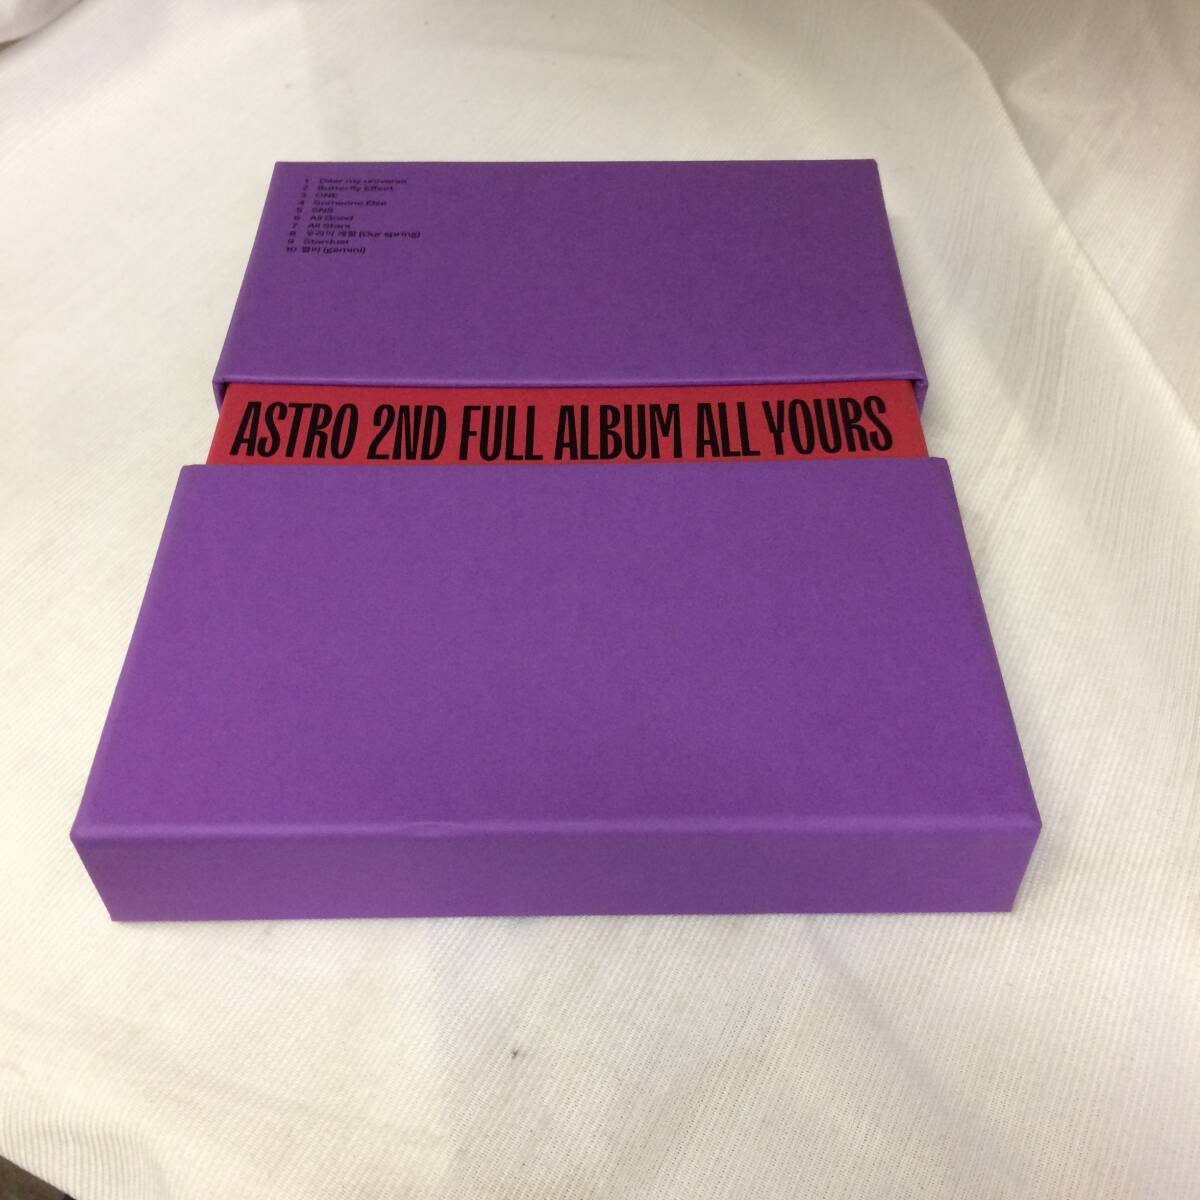 1 Dear my universe
2 Butterfly Effect
3 ONE
4 Someone Else
5 SNS
6 All Good
7 All Stars
8 우리의 계절 (Our spring)
9 Stardust
10 별비 (gemini)
ASTRO 2ND FULL ALBUM ALL YOURS